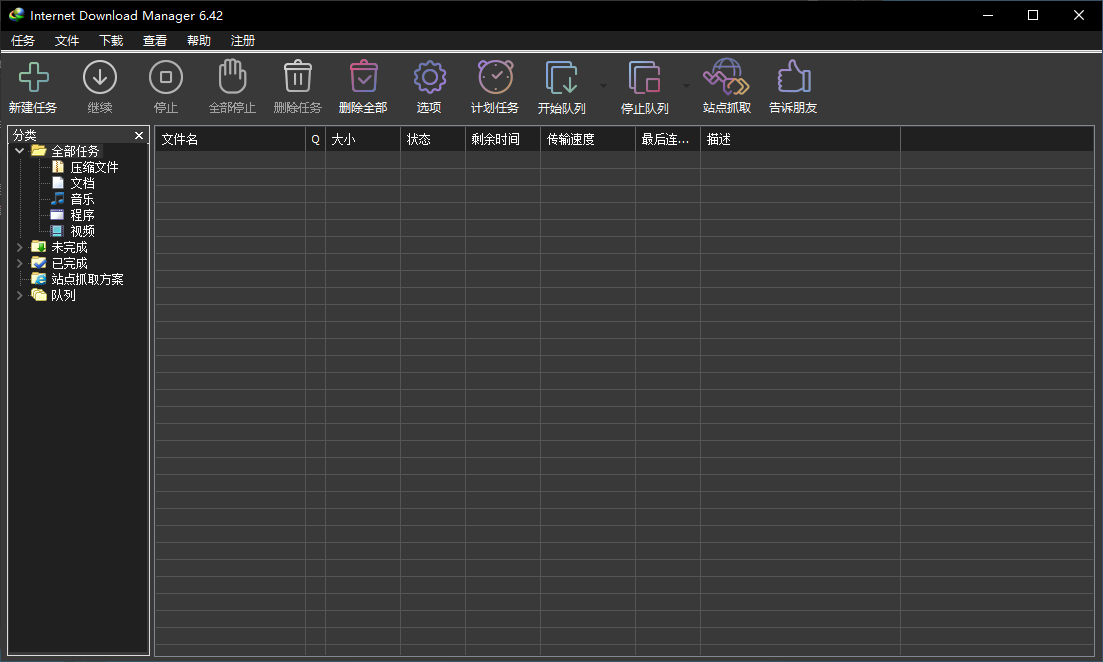 Internet Download Manager 6.42
任务 文件 下载 查看 帮助 注册
新建任务 继续 停止 全部停止 删除任务 删除全部 选项 计划任务 开始队列 停止队列 站点抓取 告诉朋友
分类
文件名 Q 大小 状态 剩余时间 传输速度 最后连... 描述
全部任务
压缩文件
文档
音乐
程序
视频
未完成
已完成
站点抓取方案
队列